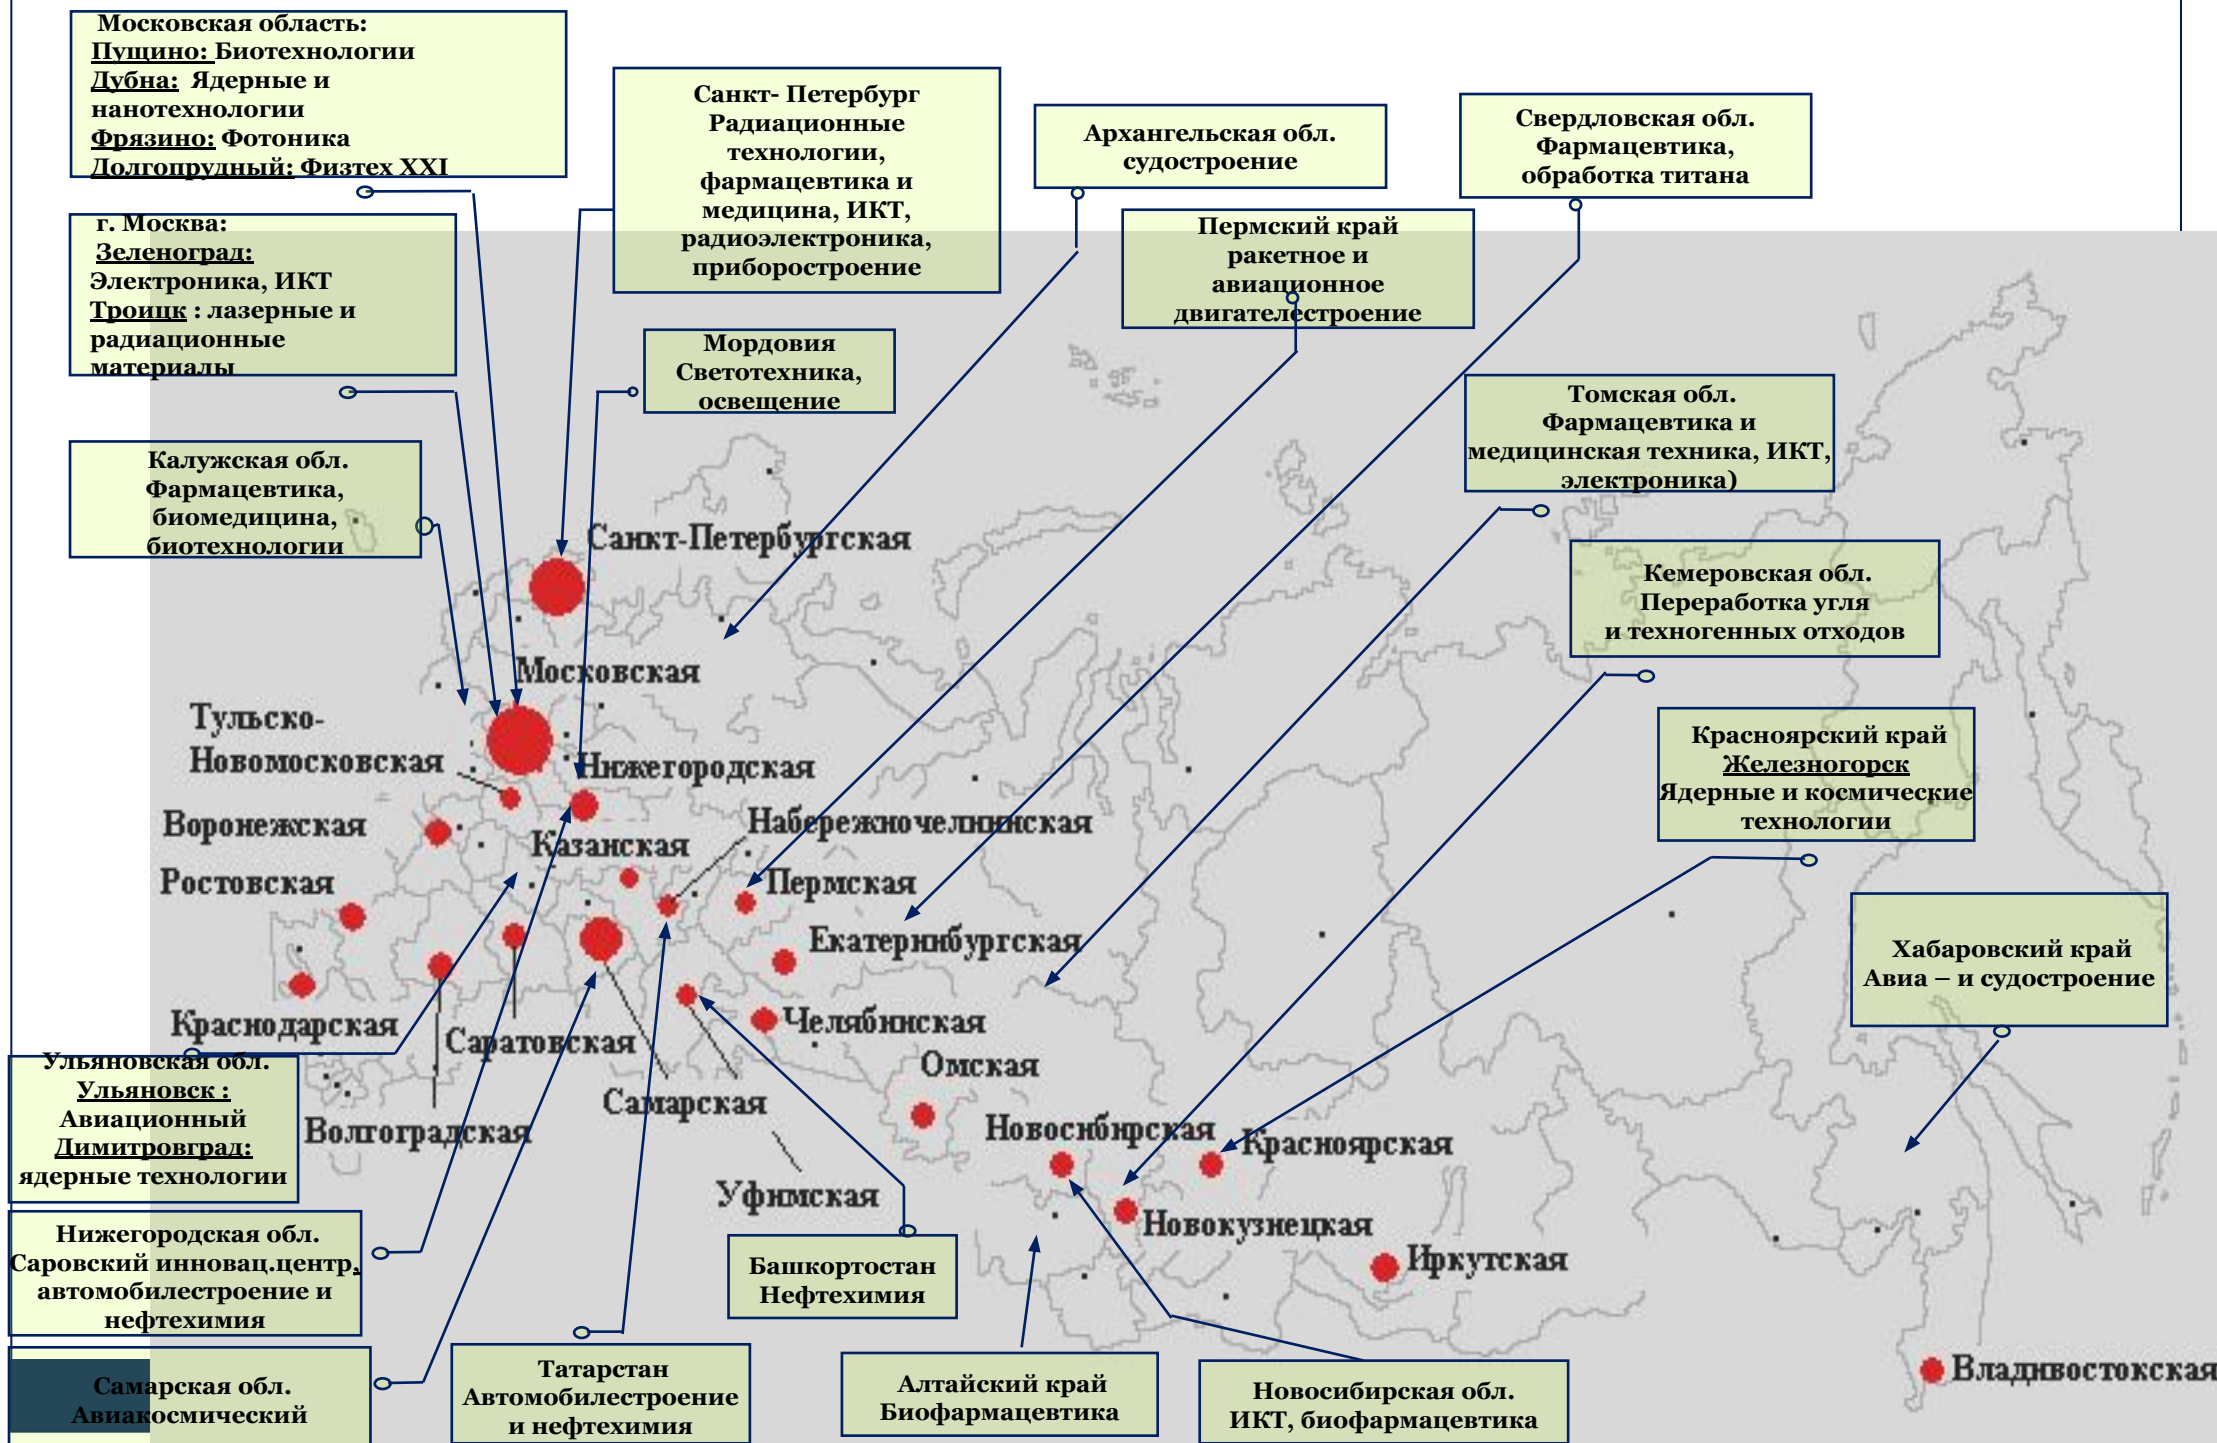 Московская область:
Пущино: Биотехнологии
Дубна: Ядерные и
нанотехнологии
Фрязино: Фотоника
Долгопрудный: Физтех XXI
г. Москва:
Зеленоград:
Электроника, ИКТ
Троицк : лазерные и
радиационные
материалы
Калужская обл.
Фармацевтика,
биомедицина,
биотехнологии
Санкт- Петербург
Радиационные
технологии,
фармацевтика и
медицина, ИКТ,
радиоэлектроника,
приборостроение
Мордовия
Светотехника,
освещение
Архангельская обл.
судостроение
Пермский край
ракетное и
авиационное
двигателестроение
Свердловская обл.
Фармацевтика,
обработка титана
Томская обл.
Фармацевтика и
медицинская техника, ИКТ,
электроника)
Кемеровская обл.
Переработка угля
и техногенных отходов
Красноярский край
Железногорск
Ядерные и космические
технологии
Хабаровский край
Авиа – и судостроение
Санкт-Петербургская
Московская
Тульско-
Новомосковская
Нижегородская
Воронежская
Казанская
Набережночелнинская
Ростовская
Пермская
Екатеринбургская
Краснодарская
Саратовская
Челябинская
Омская
Самарская
Волгоградская
Новосибирская
Красноярская
Уфимская
Новокузнецкая
Иркутская
Владивостокская
Ульяновская обл.
Ульяновск :
Авиационный
Димитровград:
ядерные технологии
Нижегородская обл.
Саровский инновац.центр,
автомобилестроение и
нефтехимия
Самарская обл.
Авиакосмический
Татарстан
Автомобилестроение
и нефтехимия
Башкортостан
Нефтехимия
Алтайский край
Биофармацевтика
Новосибирская обл.
ИКТ, биофармацевтика